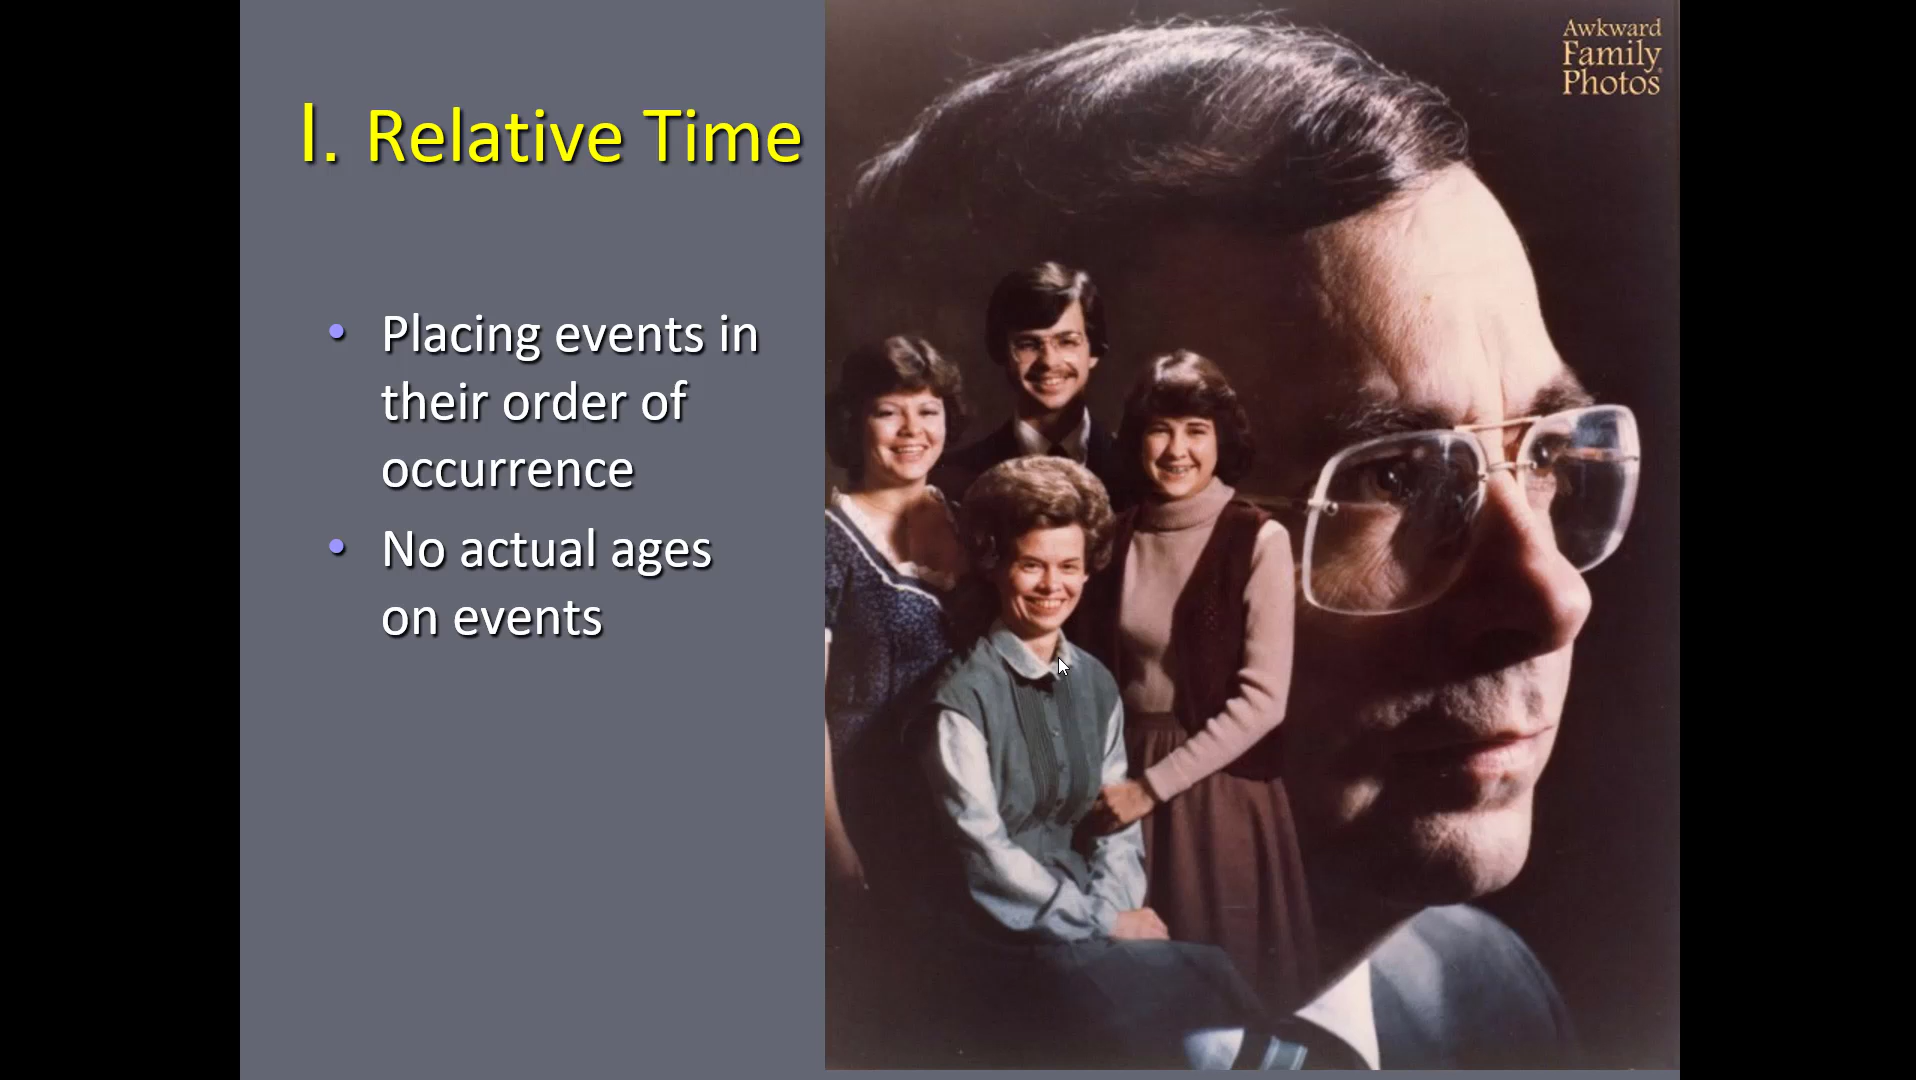 I. Relative Time
• Placing events in
their order of
occurrence
• No actual ages
on events
Awkward
Family
Photos